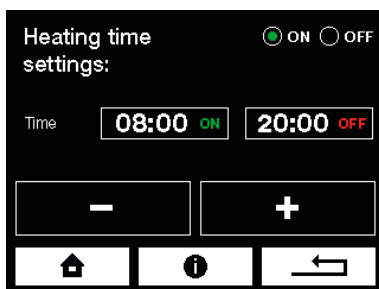 Heating time
settings:
ON OFF
Time 08:00 ON 20:00 OFF
− +